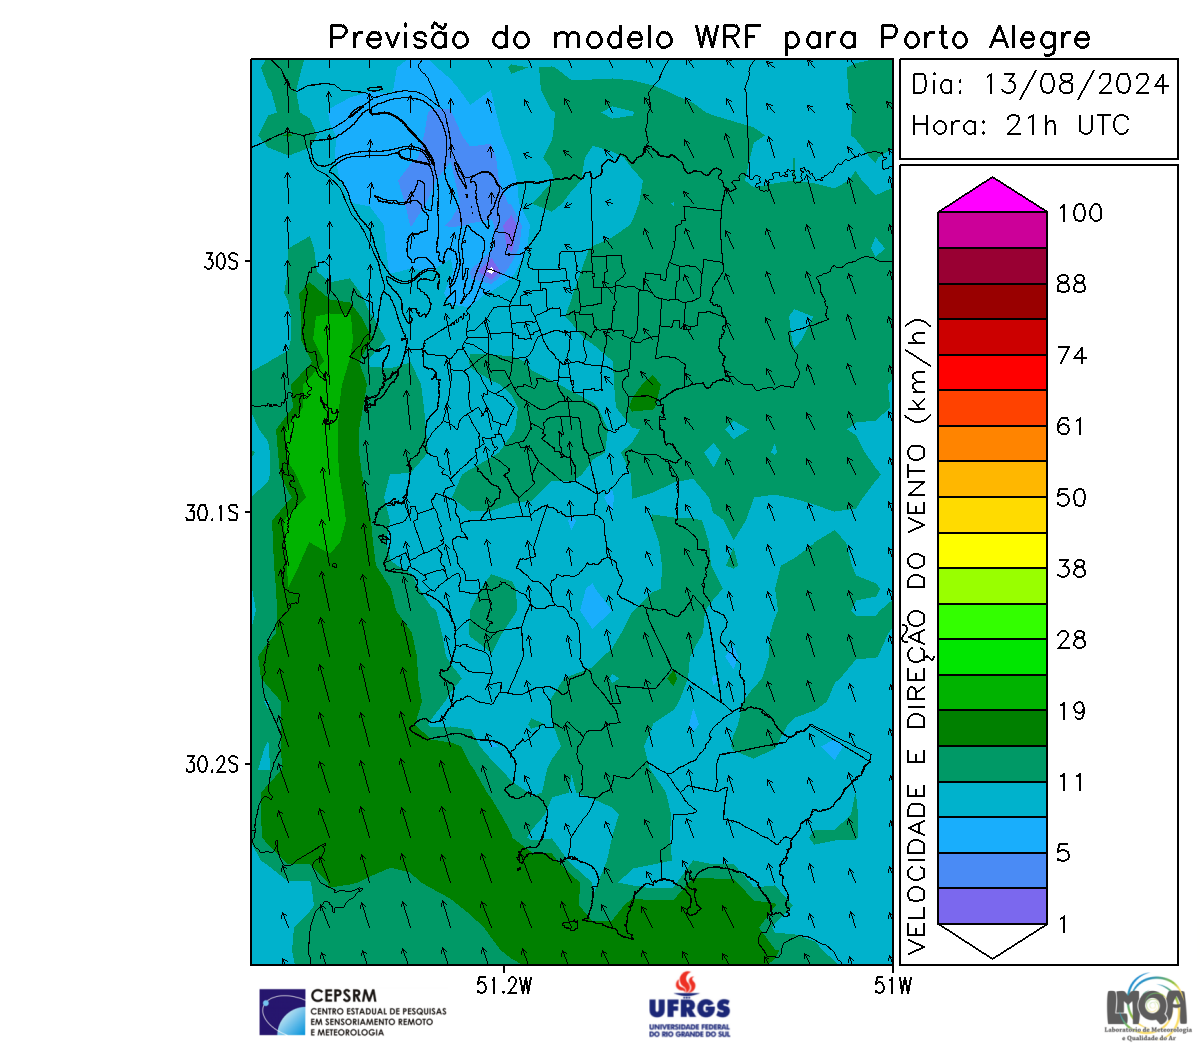 Previsão do modelo WRF para Porto Alegre
Dia: 13/08/2024
Hora: 21h UTC
30S
30.1S
30.2S
51.2W
51W
VELOCIDADE E DIREÇÃO DO VENTO (km/h)
100
88
74
61
50
38
28
19
11
5
1
CEPSRM
CENTRO ESTADUAL DE PESQUISAS
EM SENSORIAMENTO REMOTO
E METEOROLOGIA
UFRGS
UNIVERSIDADE FEDERAL
DO RIO GRANDE DO SUL
LMQA
Laboratório de Meteorologia
e Qualidade do Ar